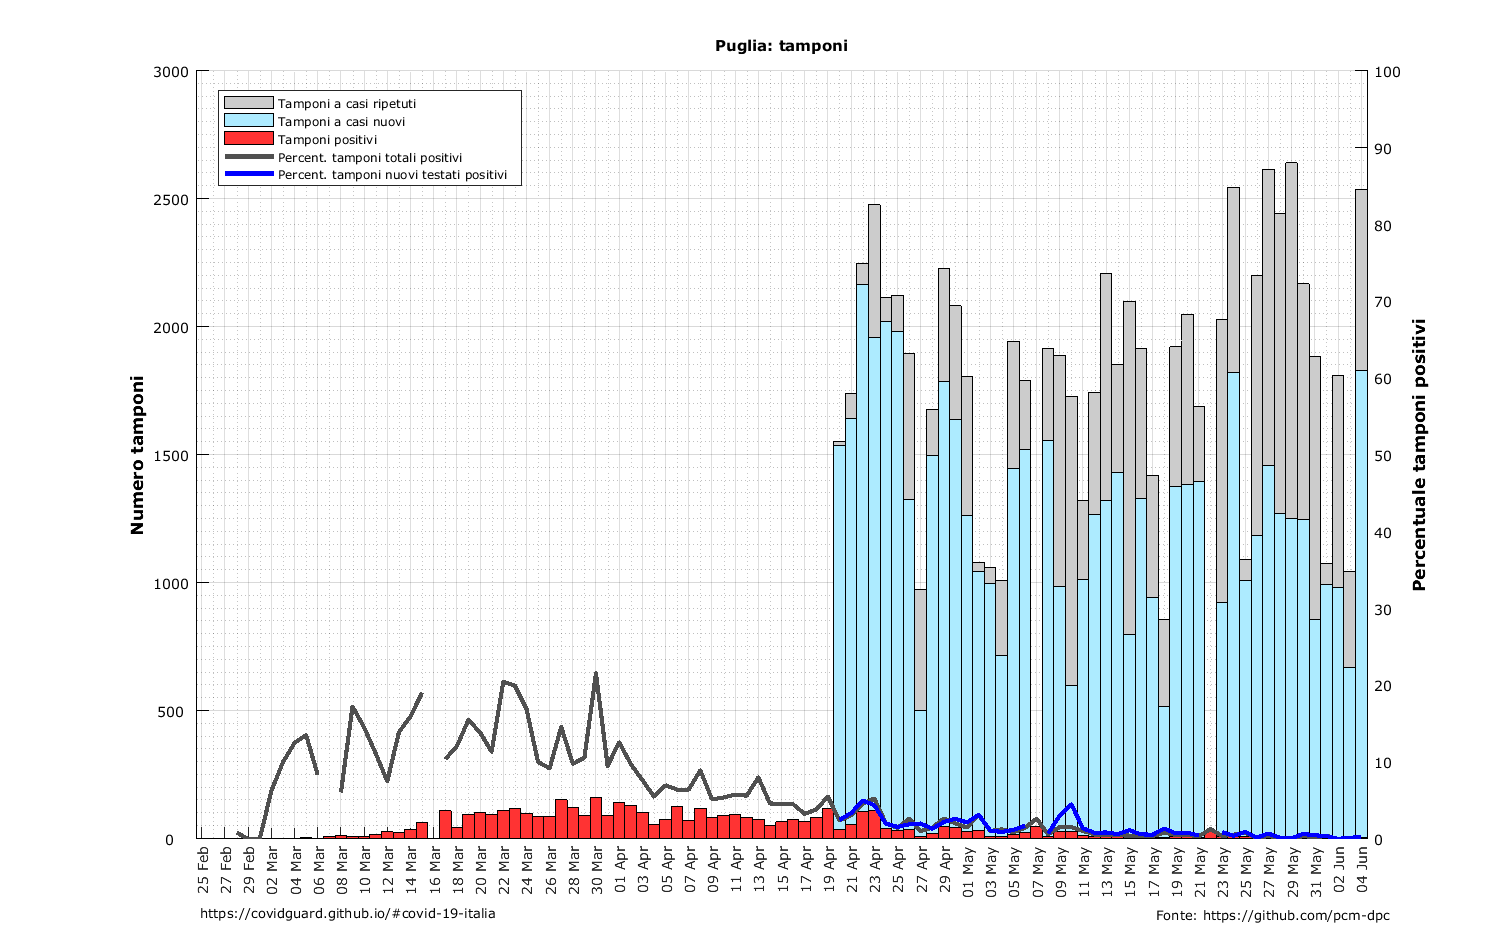 Puglia: tamponi
3000
2500
2000
1500
1000
500
0
Numero tamponi
Tamponi a casi ripetuti
Tamponi a casi nuovi
Tamponi positivi
Percent. tamponi totali positivi
Percent. tamponi nuovi testati positivi
100
90
80
70
60
50
40
30
20
10
0
Percentuale tamponi positivi
25 Feb
27 Feb
29 Feb
02 Mar
04 Mar
06 Mar
08 Mar
10 Mar
12 Mar
14 Mar
16 Mar
18 Mar
20 Mar
22 Mar
24 Mar
26 Mar
28 Mar
30 Mar
01 Apr
03 Apr
05 Apr
07 Apr
09 Apr
11 Apr
13 Apr
15 Apr
17 Apr
19 Apr
21 Apr
23 Apr
25 Apr
27 Apr
29 Apr
01 May
03 May
05 May
07 May
09 May
11 May
13 May
15 May
17 May
19 May
21 May
23 May
25 May
27 May
29 May
31 May
02 Jun
04 Jun
https://covidguard.github.io/#covid-19-italia
Fonte: https://github.com/pcm-dpc